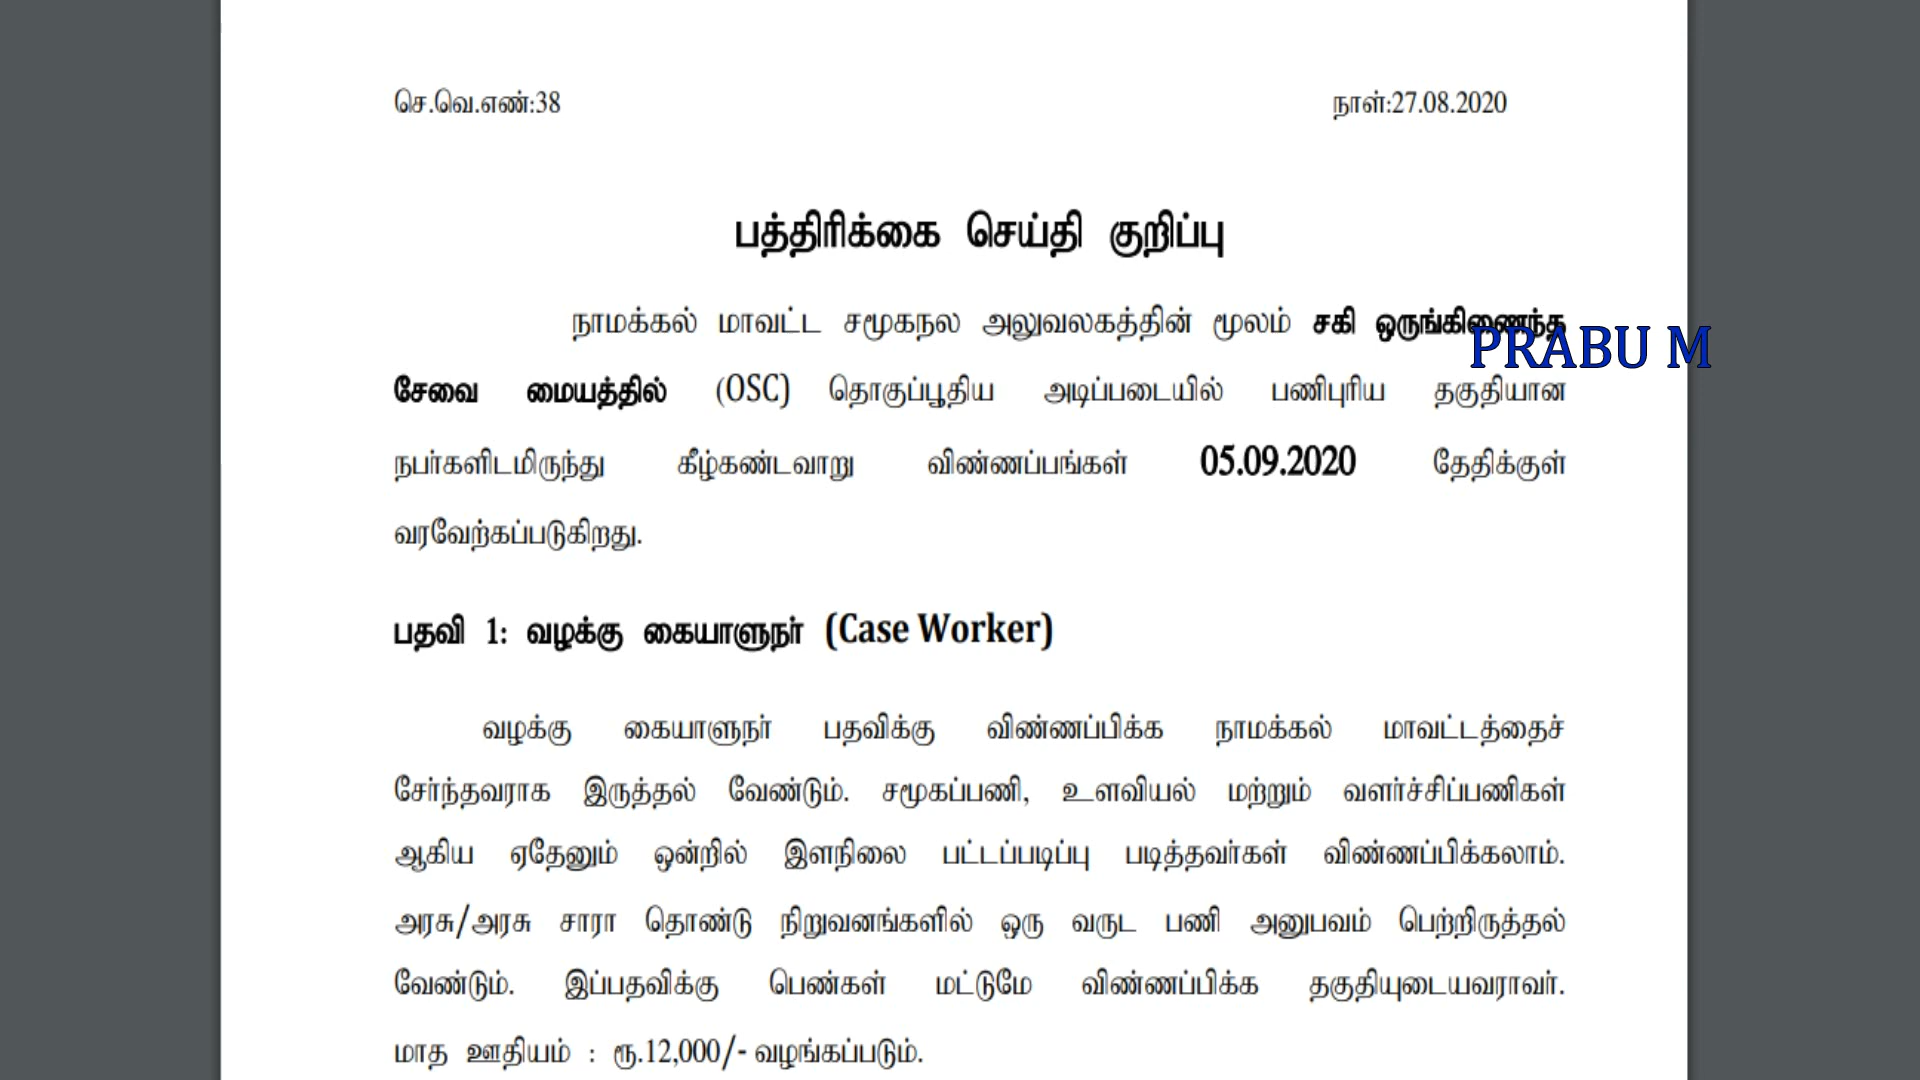 செ.வெ.எண்:38 நாள்:27.08.2020
பத்திரிக்கை செய்தி குறிப்பு
நாமக்கல் மாவட்ட சமூகநல அலுவலகத்தின் மூலம் சகி ஒருங்கிணைந்த
PRABU M
சேவை மையத்தில் (OSC) தொகுப்பூதிய அடிப்படையில் பணிபுரிய தகுதியான
நபர்களிடமிருந்து கீழ்கண்டவாறு விண்ணப்பங்கள் 05.09.2020 தேதிக்குள்
வரவேற்கப்படுகிறது.
பதவி 1: வழக்கு கையாளுநர் (Case Worker)
வழக்கு கையாளுநர் பதவிக்கு விண்ணப்பிக்க நாமக்கல் மாவட்டத்தைச்
சேர்ந்தவராக இருத்தல் வேண்டும். சமூகப்பணி, உளவியல் மற்றும் வளர்ச்சிப்பணிகள்
ஆகிய ஏதேனும் ஒன்றில் இளநிலை பட்டப்படிப்பு படித்தவர்கள் விண்ணப்பிக்கலாம்.
அரசு/அரசு சாரா தொண்டு நிறுவனங்களில் ஒரு வருட பணி அனுபவம் பெற்றிருத்தல்
வேண்டும். இப்பதவிக்கு பெண்கள் மட்டுமே விண்ணப்பிக்க தகுதியுடையவராவர்.
மாத ஊதியம் : ரூ.12,000/- வழங்கப்படும்.